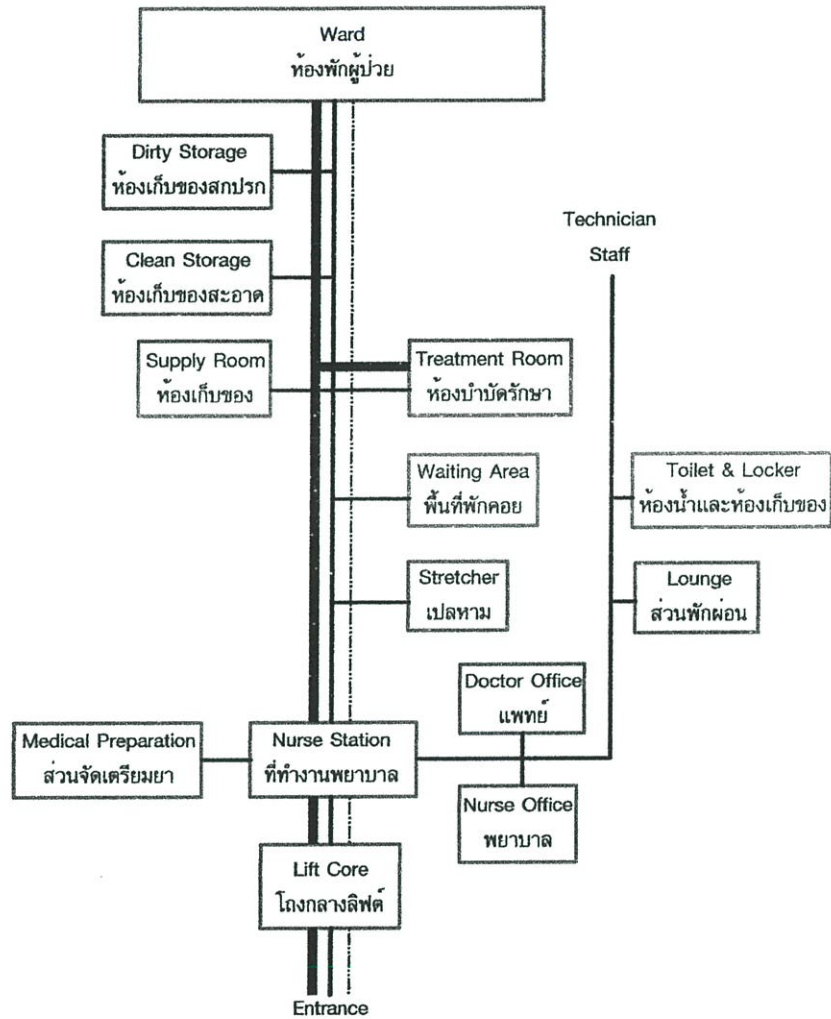 Ward
ห้องพักผู้ป่วย
Dirty Storage
ห้องเก็บของสกปรก
Technician
Staff
Clean Storage
ห้องเก็บของสะอาด
Supply Room
ห้องเก็บของ
Treatment Room
ห้องบำบัดรักษา
Waiting Area
พื้นที่พักคอย
Toilet & Locker
ห้องน้ำและห้องเก็บของ
Stretcher
เปลหาม
Lounge
ส่วนพักผ่อน
Doctor Office
แพทย์
Medical Preparation
ส่วนจัดเตรียมยา
Nurse Station
ที่ทำงานพยาบาล
Nurse Office
พยาบาล
Lift Core
โถงกลางลิฟต์
Entrance